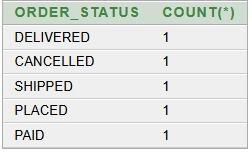 ORDER_STATUS COUNT(*)
DELIVERED 1
CANCELLED 1
SHIPPED 1
PLACED 1
PAID 1